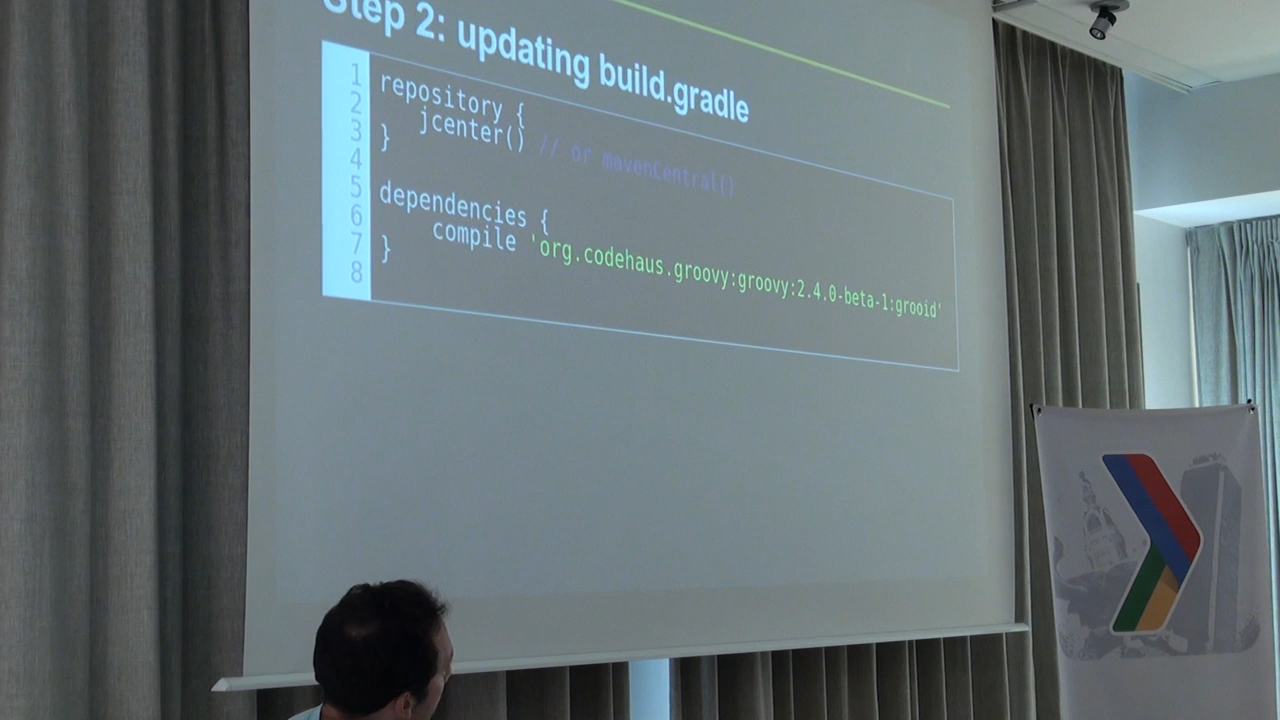 Step 2: updating build.gradle
1 repository {
2 jcenter() // or mavenCentral()
3 }
4
5 dependencies {
6 compile 'org.codehaus.groovy:groovy:2.4.0-beta-1:grooid'
7 }
8